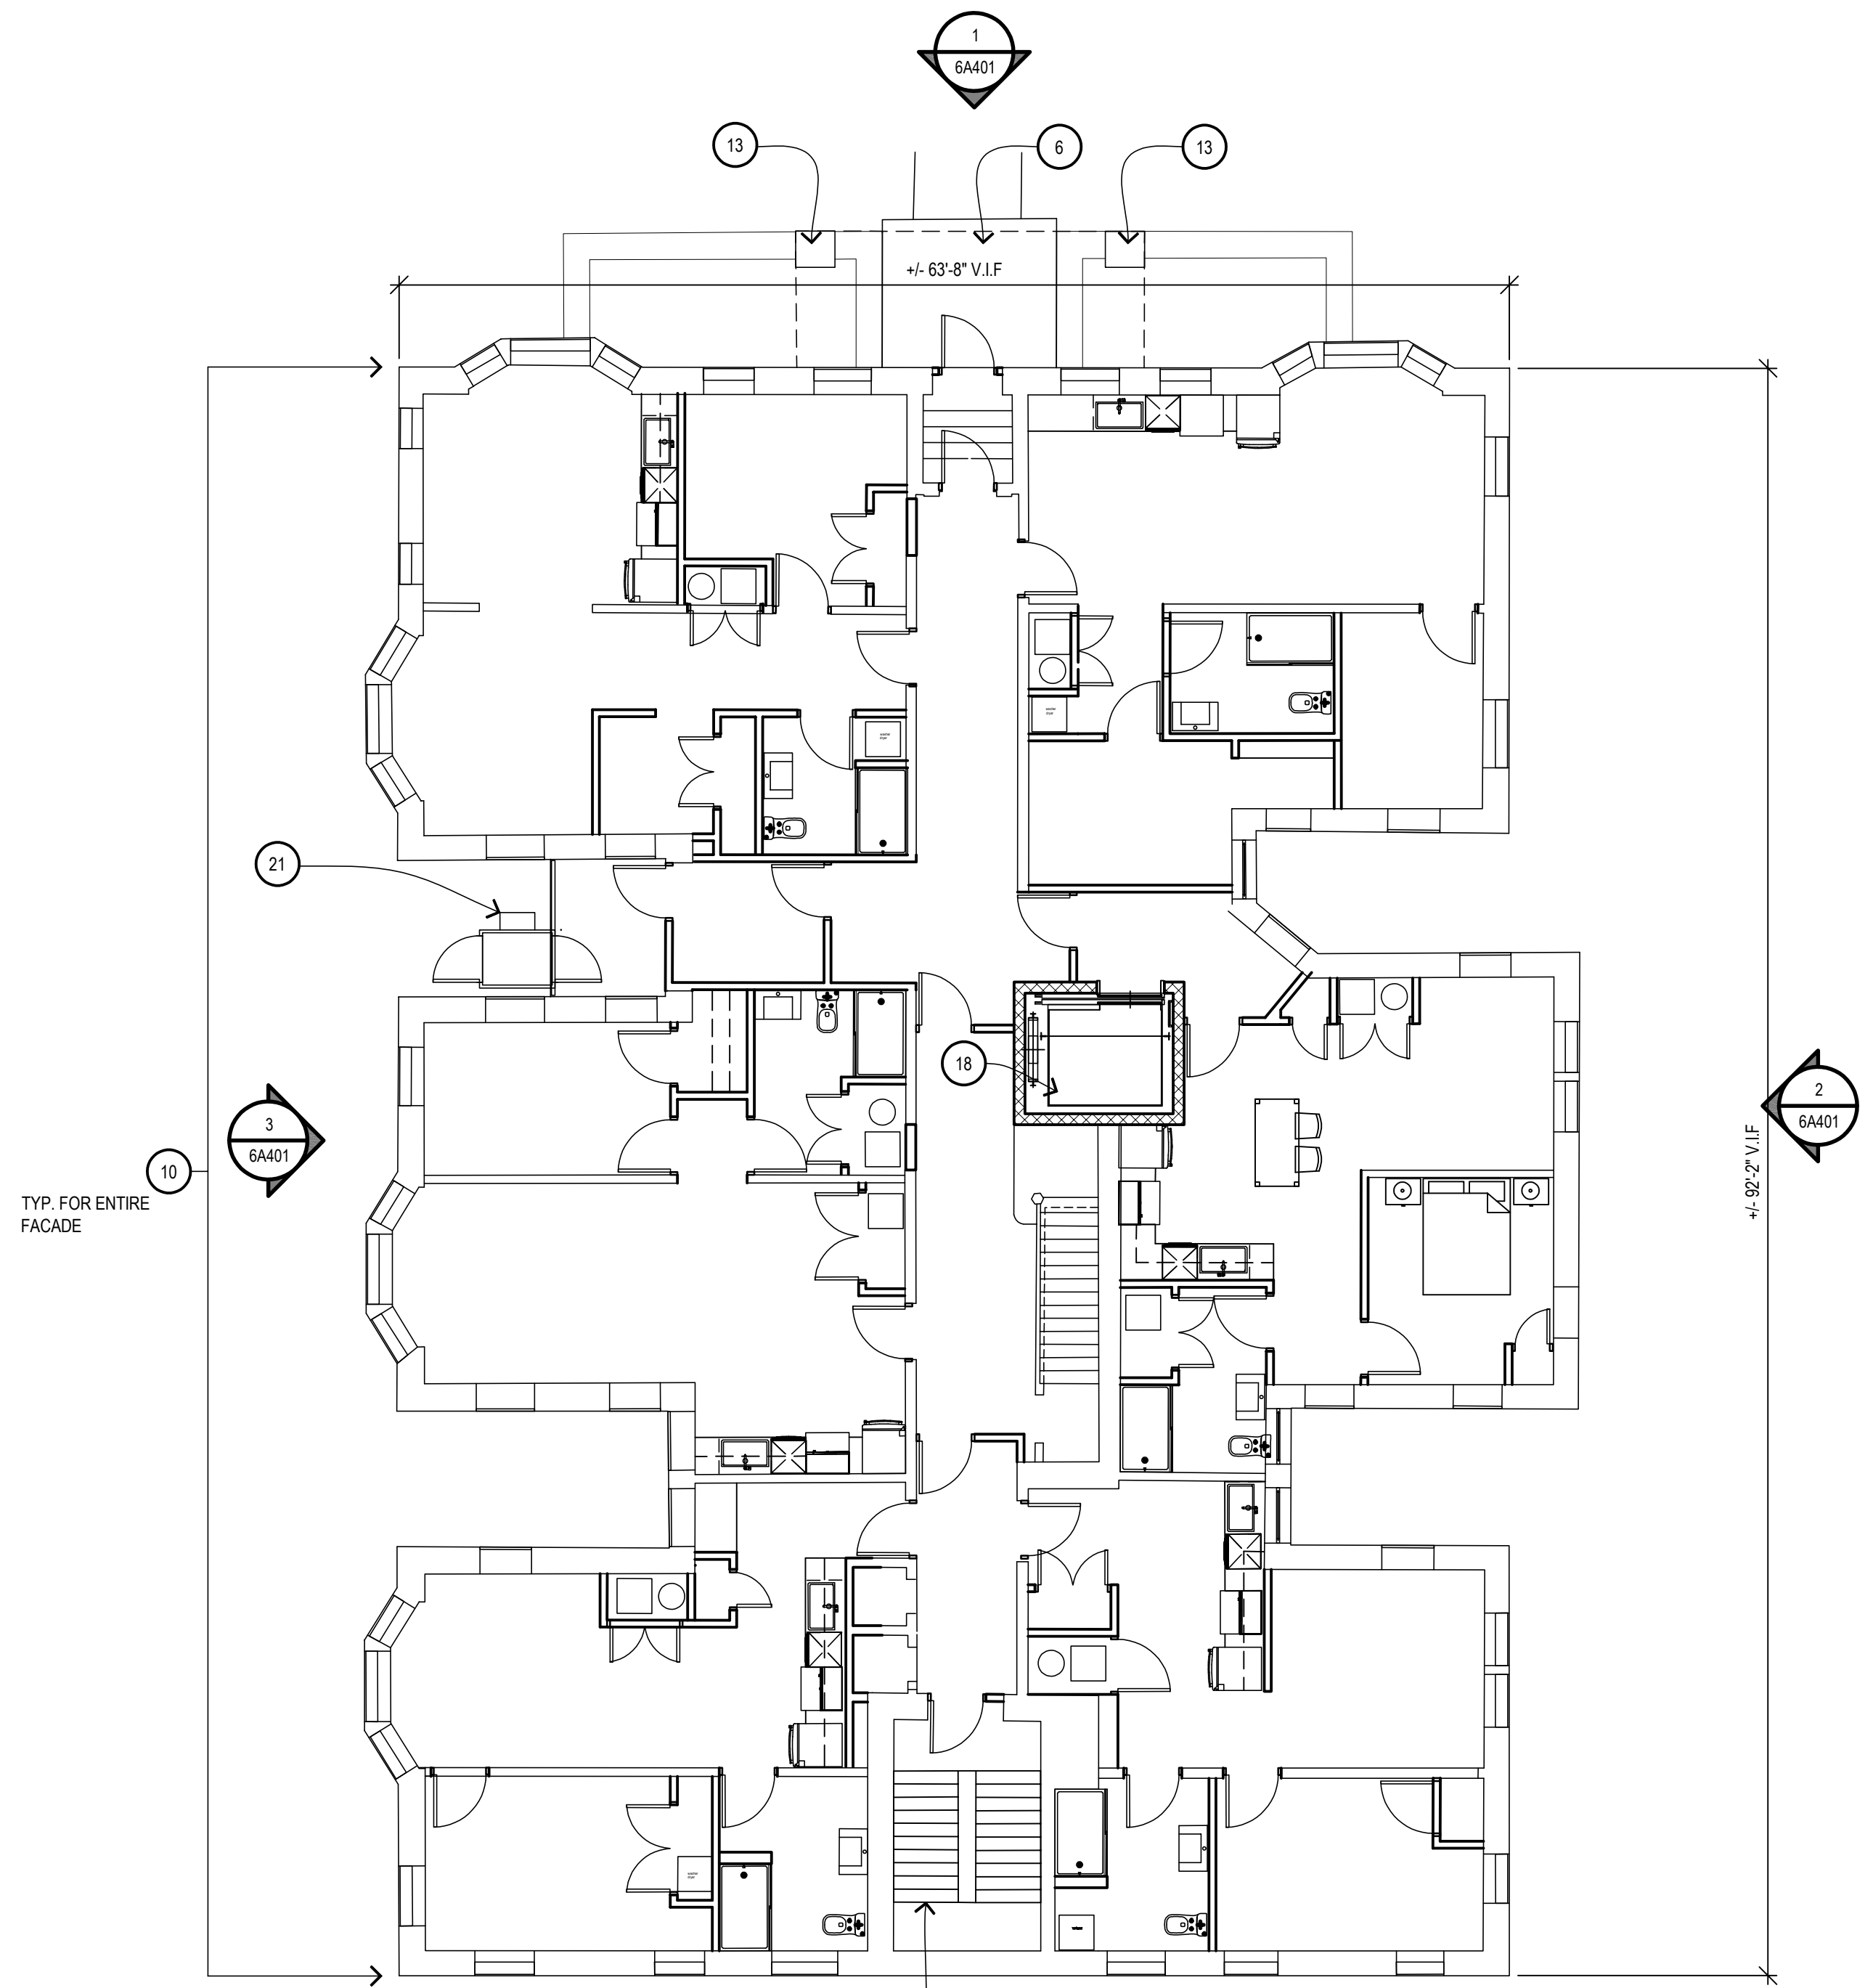 1
6A401
13
6
13
+/- 63'-8" V.I.F
21
18
3
6A401
2
6A401
10
TYP. FOR ENTIRE
FACADE
+/- 92'-2" V.I.F